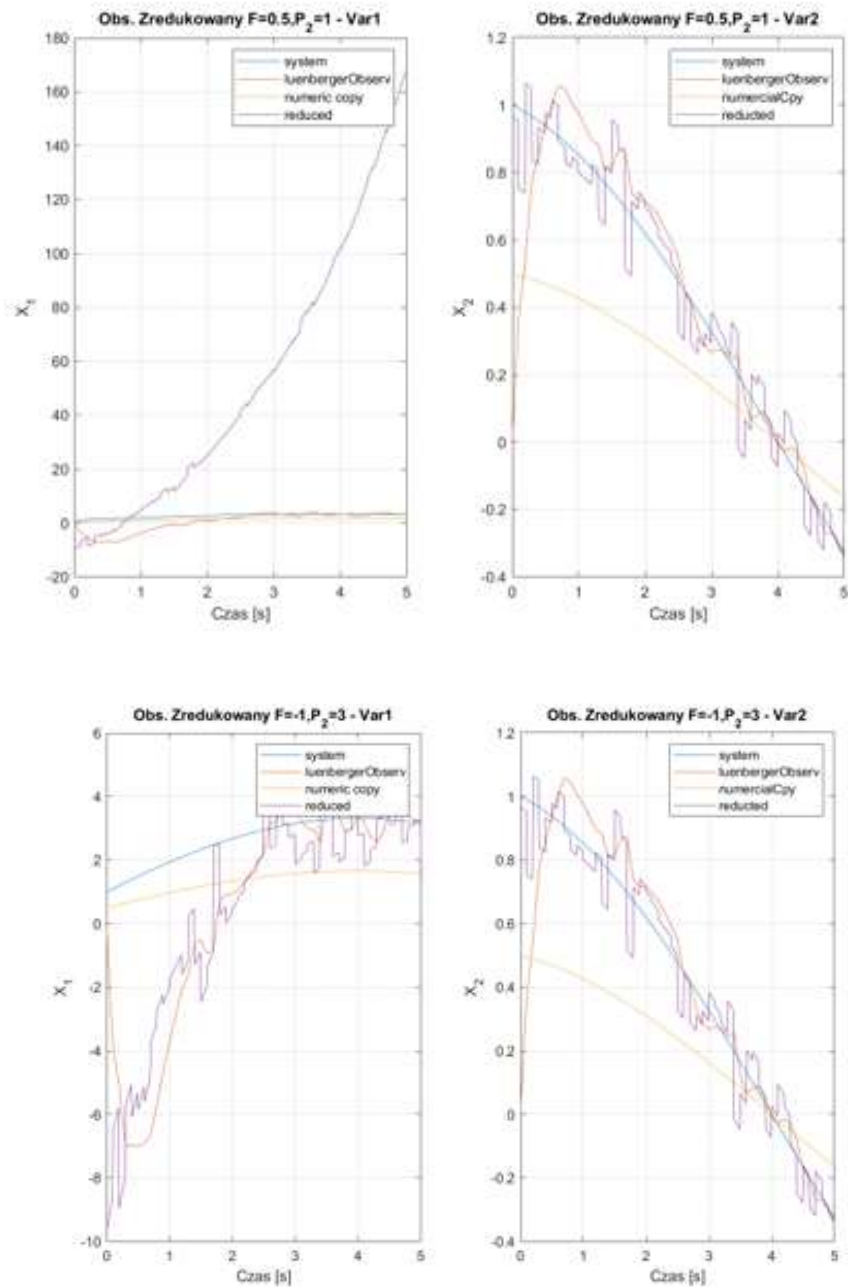 Obs. Zredukowany F=0.5,P₂=1 - Var1
system
luenbergerObserv
numeric copy
reduced
180
160
140
120
100
80
60
40
20
0
-20
X₁
0 1 2 3 4 5
Czas [s]
Obs. Zredukowany F=0.5,P₂=1 - Var2
system
luenbergerObserv
numercialCpy
reducted
1.2
1
0.8
0.6
0.4
0.2
0
-0.2
-0.4
X₂
0 1 2 3 4 5
Czas [s]
Obs. Zredukowany F=-1,P₂=3 - Var1
system
luenbergerObserv
numeric copy
reduced
6
4
2
0
-2
-4
-6
-8
-10
X₁
0 1 2 3 4 5
Czas [s]
Obs. Zredukowany F=-1,P₂=3 - Var2
system
luenbergerObserv
numercialCpy
reducted
1.2
1
0.8
0.6
0.4
0.2
0
-0.2
-0.4
X₂
0 1 2 3 4 5
Czas [s]